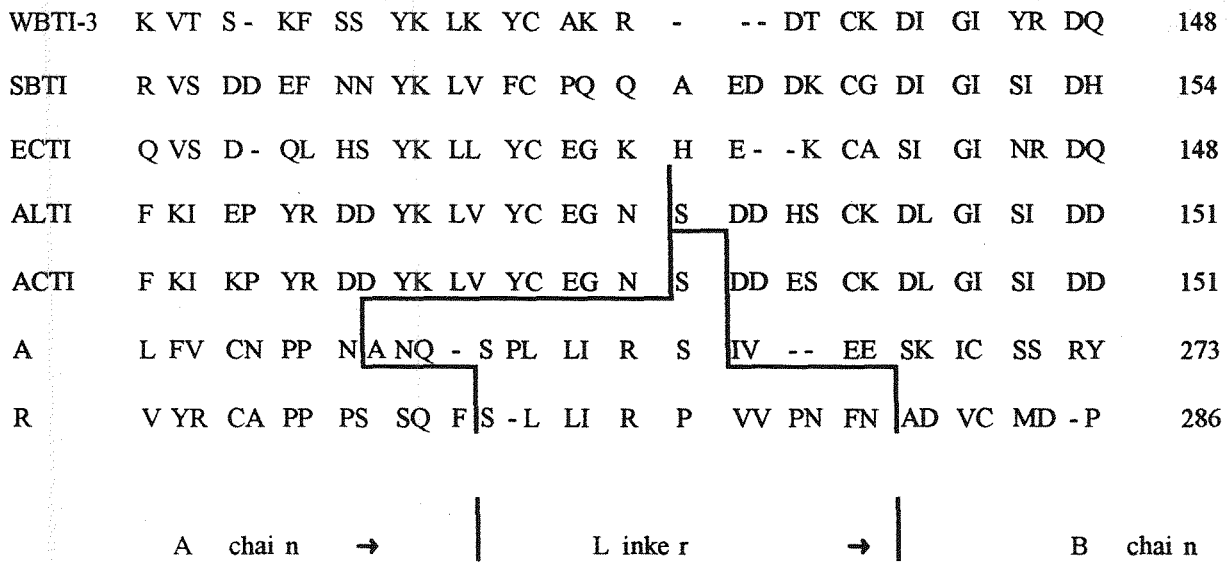 WBTI-3 K VT S - KF SS YK LK YC AK R - - - DT CK DI GI YR DQ 148
SBTI R VS DD EF NN YK LV FC PQ Q A ED DK CG DI GI SI DH 154
ECTI Q VS D - QL HS YK LL YC EG K H E - - K CA SI GI NR DQ 148
ALTI F KI EP YR DD YK LV YC EG N S DD HS CK DL GI SI DD 151
ACTI F KI KP YR DD YK LV YC EG N S DD ES CK DL GI SI DD 151
A L FV CN PP N A NQ - S PL LI R S IV - - EE SK IC SS RY 273
R V YR CA PP PS SQ F S - L LI R P VV PN FN AD VC MD - P 286
A chai n → L inke r → B chai n